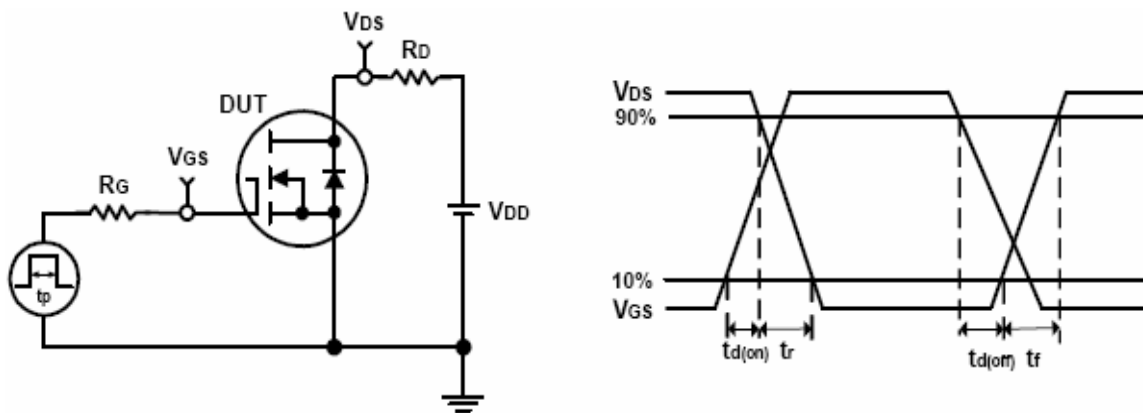 VDS
RD
DUT
VGS
RG
VDD
tp
VDS
90%
10%
VGS
td(on) tr
td(off) tf